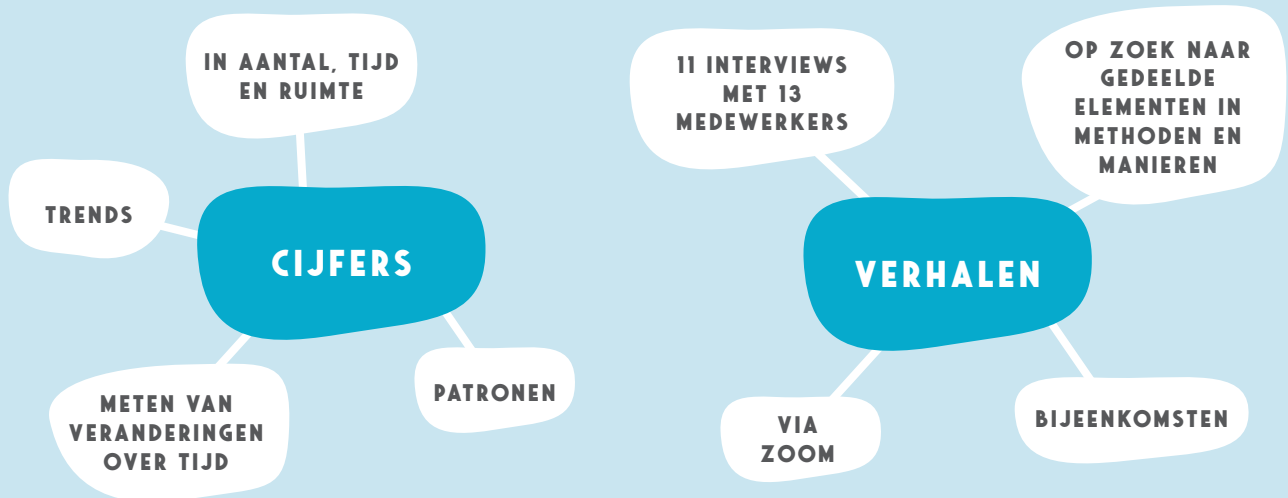 IN AANTAL, TIJD
EN RUIMTE
TRENDS
CIJFERS
METEN VAN
VERANDERINGEN
OVER TIJD
PATRONEN
11 INTERVIEWS
MET 13
MEDEWERKERS
OP ZOEK NAAR
GEDEELDE
ELEMENTEN IN
METHODEN EN
MANIEREN
VERHALEN
VIA
ZOOM
BIJEENKOMSTEN